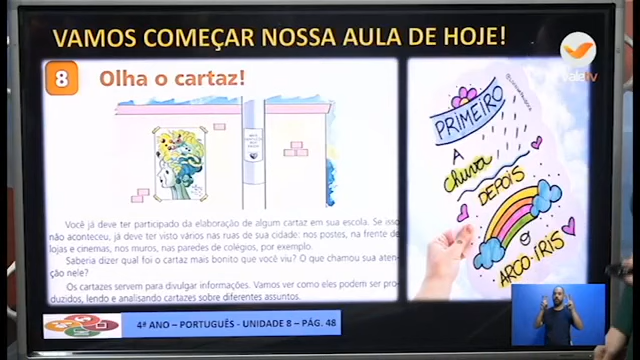 VAMOS COMEÇAR NOSSA AULA DE HOJE!
8 Olha o cartaz!
Você já deve ter participado da elaboração de algum cartaz em sua escola. Se isso
não aconteceu, já deve ter visto vários nas ruas de sua cidade: nos postes, na frente de
lojas e cinemas, nos muros, nas paredes de colégios, por exemplo.
Saberia dizer qual foi o cartaz mais bonito que você viu? O que chamou sua aten-
ção nele?
Os cartazes servem para divulgar informações. Vamos ver como eles podem ser pro-
duzidos, lendo e analisando cartazes sobre diferentes assuntos.
PRIMEIRO
A
chuva
DEPOIS
O
ARCO-ÍRIS
4º ANO – PORTUGUÊS - UNIDADE 8 – PÁG. 48
valetv